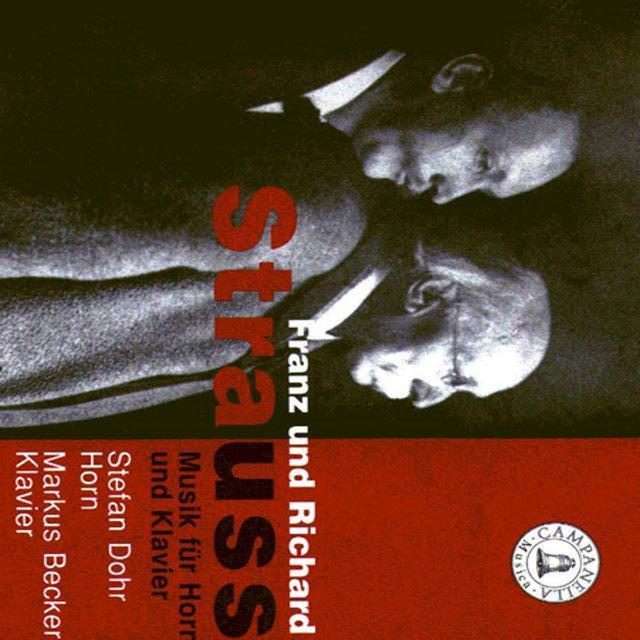 Franz und Richard
Strauss
Musik für Horn
und Klavier
Stefan Dohr
Horn
Markus Becker
Klavier
CAMPANELLA
Musica